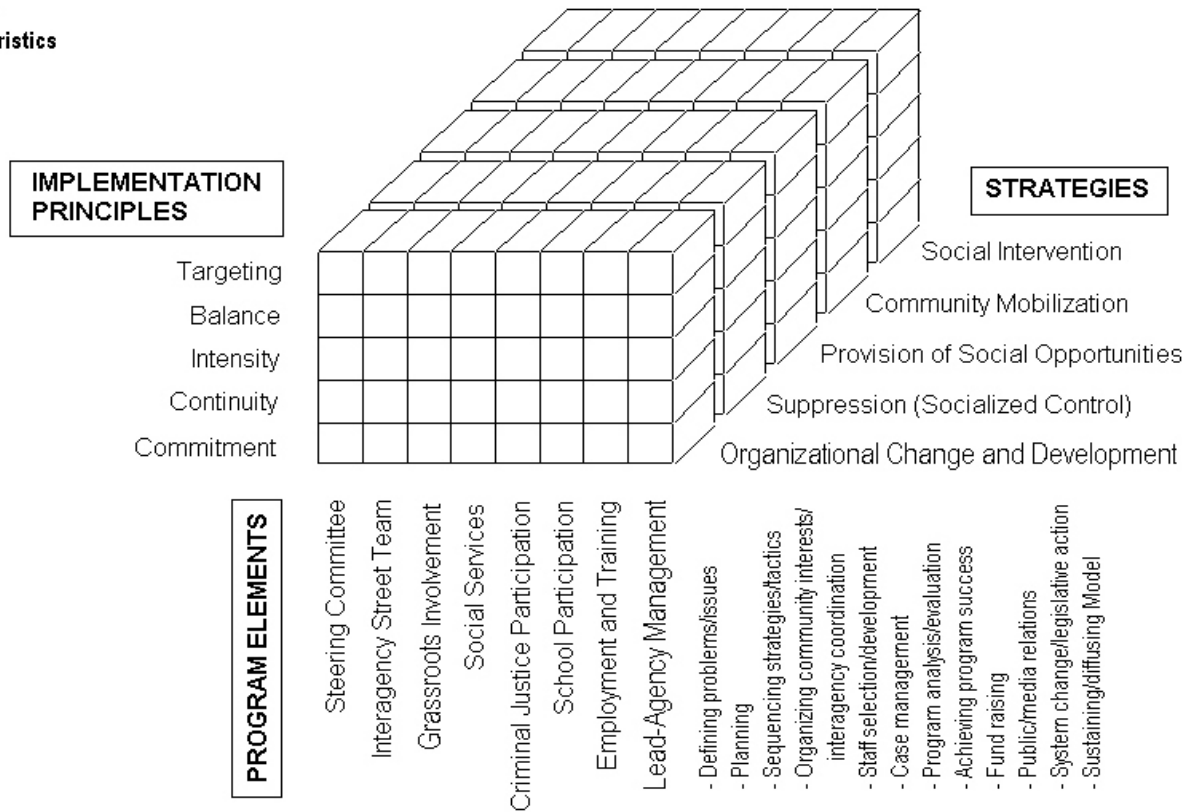 IMPLEMENTATION
PRINCIPLES
Targeting
Balance
Intensity
Continuity
Commitment
STRATEGIES
Social Intervention
Community Mobilization
Provision of Social Opportunities
Suppression (Socialized Control)
Organizational Change and Development
PROGRAM ELEMENTS
Steering Committee
Interagency Street Team
Grassroots Involvement
Social Services
Criminal Justice Participation
School Participation
Employment and Training
Lead-Agency Management
- Defining problems/issues
- Planning
- Sequencing strategies/tactics
- Organizing community interests/
interagency coordination
- Staff selection/development
- Case management
- Program analysis/evaluation
- Achieving program success
- Fund raising
- Public/media relations
- System change/legislative action
- Sustaining/diffusing Model